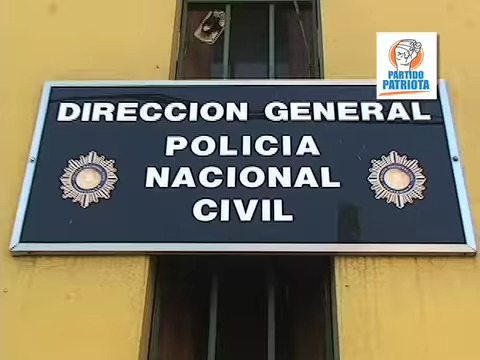 PARTIDO
PATRIOTA
DIRECCION GENERAL
POLICIA
NACIONAL
CIVIL